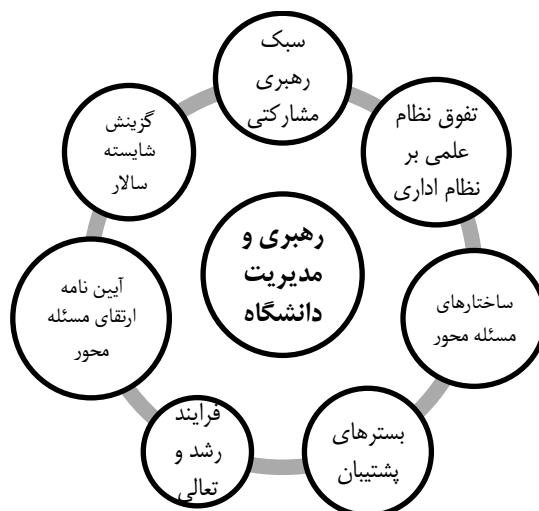 سبک
رهبری
مشارکتی
تفوق نظام
علمی بر
نظام اداری
ساختارهای
مسئله محور
بسترهای
پشتیبان
فرایند
رشد و
تعالی
آیین نامه
ارتقای مسئله
محور
گزینش
شایسته
سالار
رهبری و
مدیریت
دانشگاه